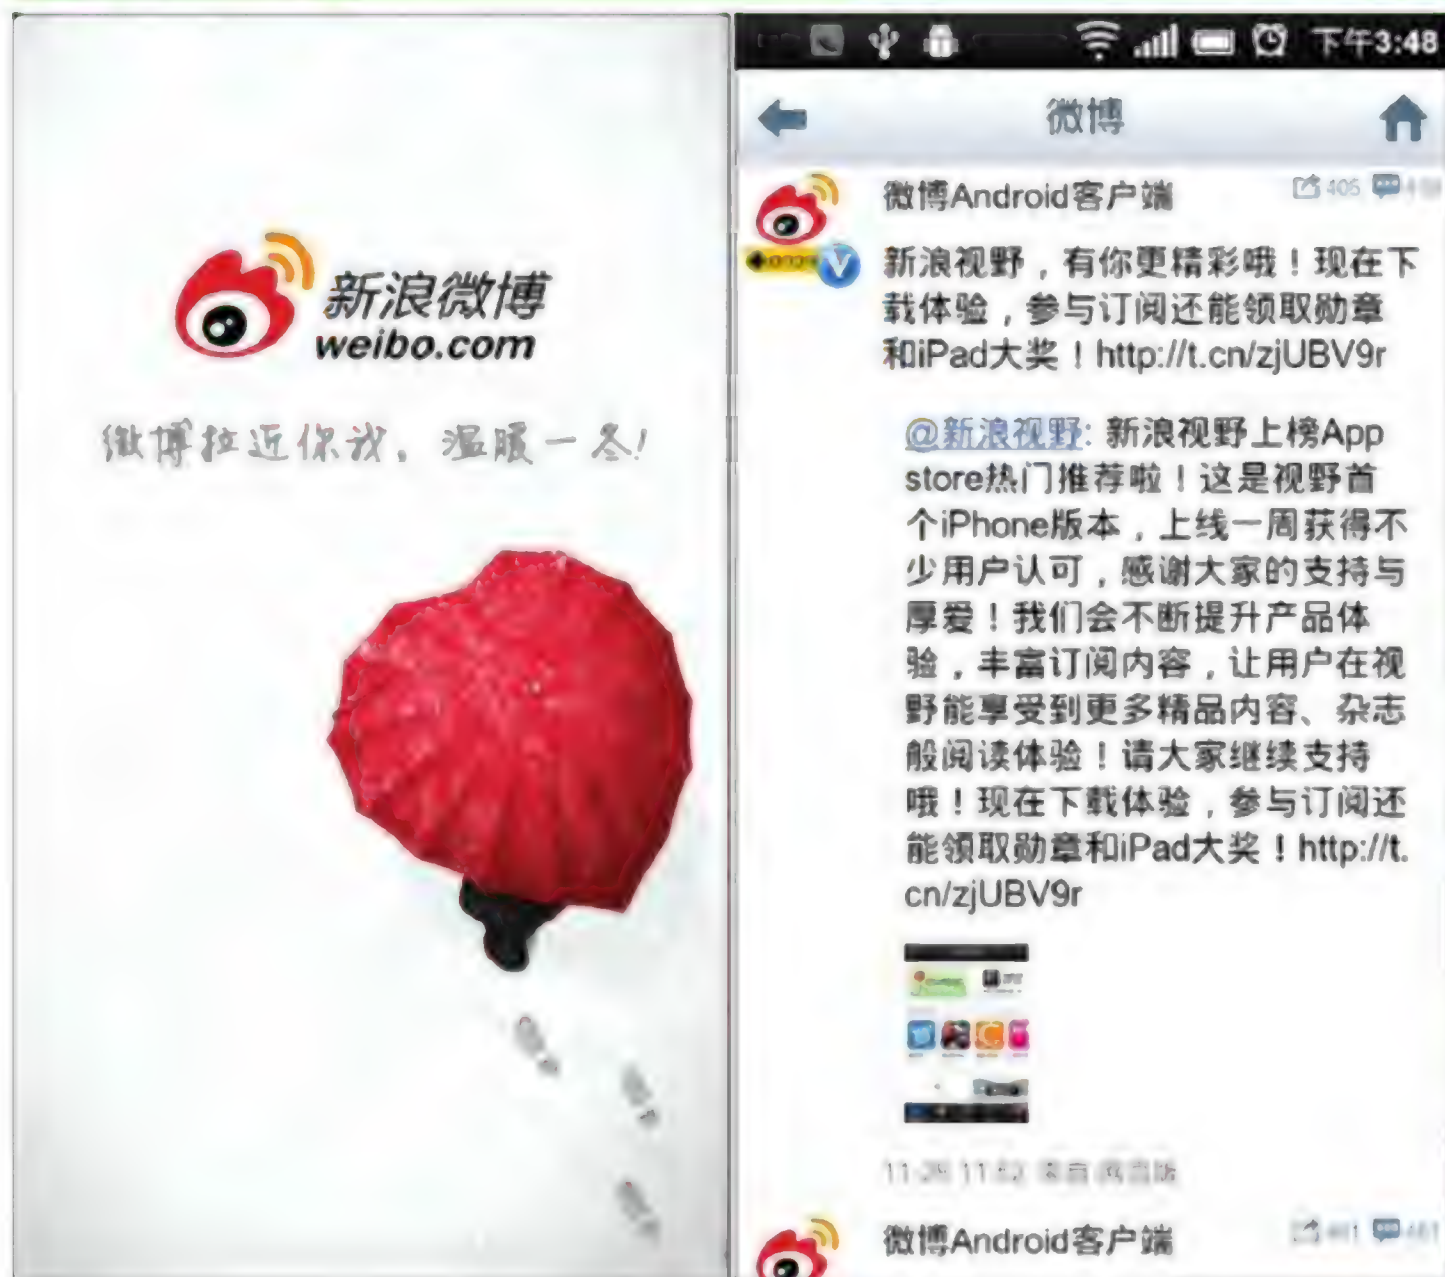 新浪微博
weibo.com
微博拉近你我，温暖一冬！
下午3:48
微博
微博Android客户端
405
新浪视野，有你更精彩哦！现在下
载体验，参与订阅还能领取勋章
和iPad大奖！http://t.cn/zjUBV9r
@新浪视野: 新浪视野上榜App
store热门推荐啦！这是视野首
个iPhone版本，上线一周获得不
少用户认可，感谢大家的支持与
厚爱！我们会不断提升产品体
验，丰富订阅内容，让用户在视
野能享受到更多精品内容、杂志
般阅读体验！请大家继续支持
哦！现在下载体验，参与订阅还
能领取勋章和iPad大奖！http://t.
cn/zjUBV9r
微博Android客户端